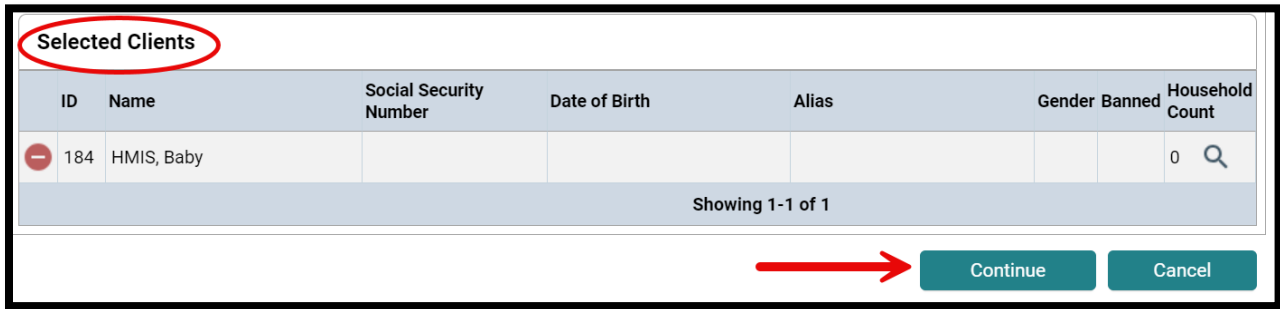 Selected Clients
ID Name Social Security Number Date of Birth Alias Gender Banned Household Count
184 HMIS, Baby 0
Showing 1-1 of 1
Continue Cancel